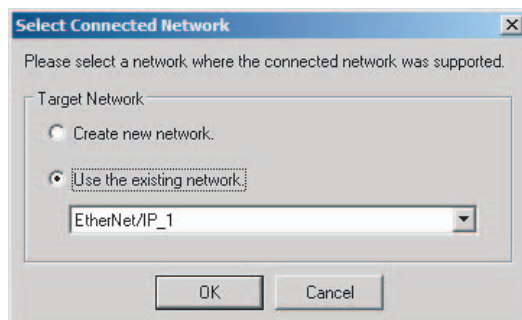 Select Connected Network
Please select a network where the connected network was supported.
Target Network
Create new network.
Use the existing network.
EtherNet/IP_1
OK
Cancel